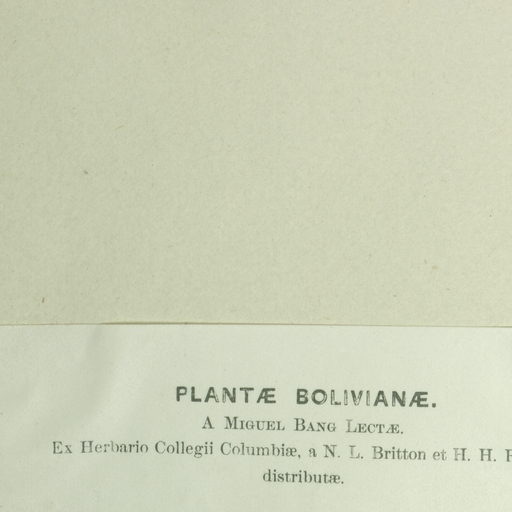 PLANTÆ BOLIVIANÆ.
A MIGUEL BANG LECTÆ.
Ex Herbario Collegii Columbiæ, a N. L. Britton et H. H.
distributæ.